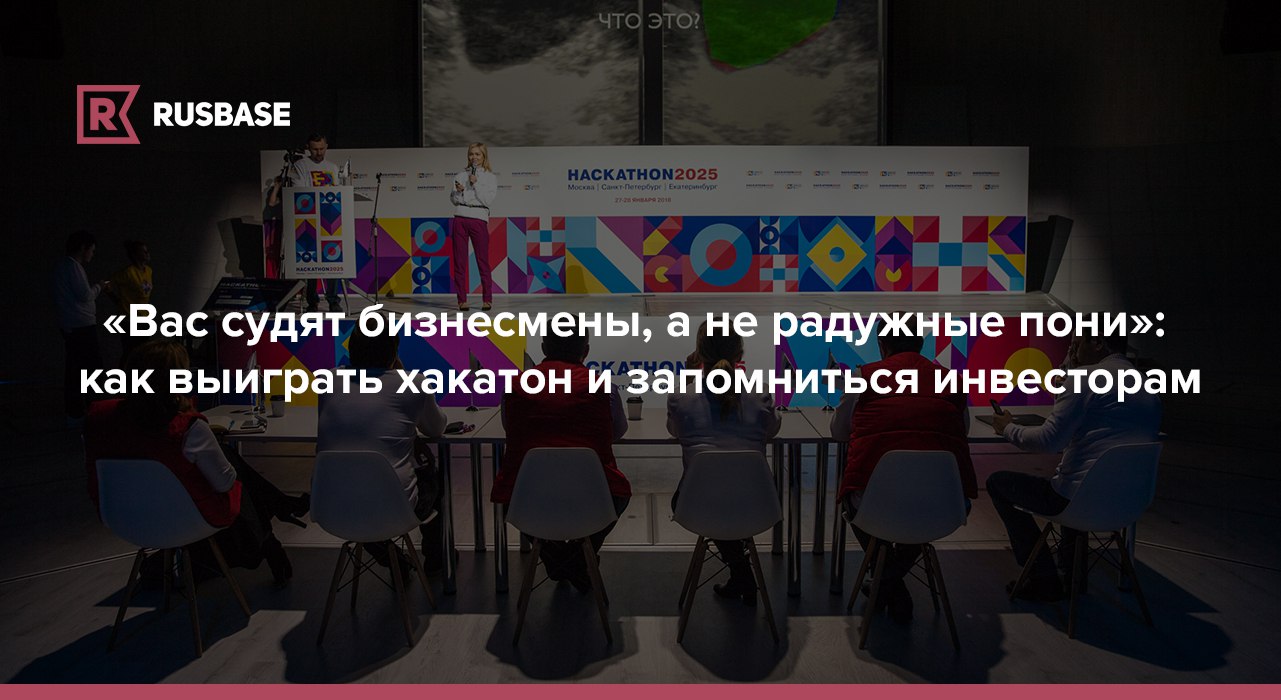 ЧТО ЭТО?
RUSBASE
HACKATHON2025
Москва | Санкт-Петербург | Екатеринбург
27-28 ЯНВАРЯ 2018
HACKATHON2025
«Вас судят бизнесмены, а не радужные пони»:
как выиграть хакатон и запомниться инвесторам